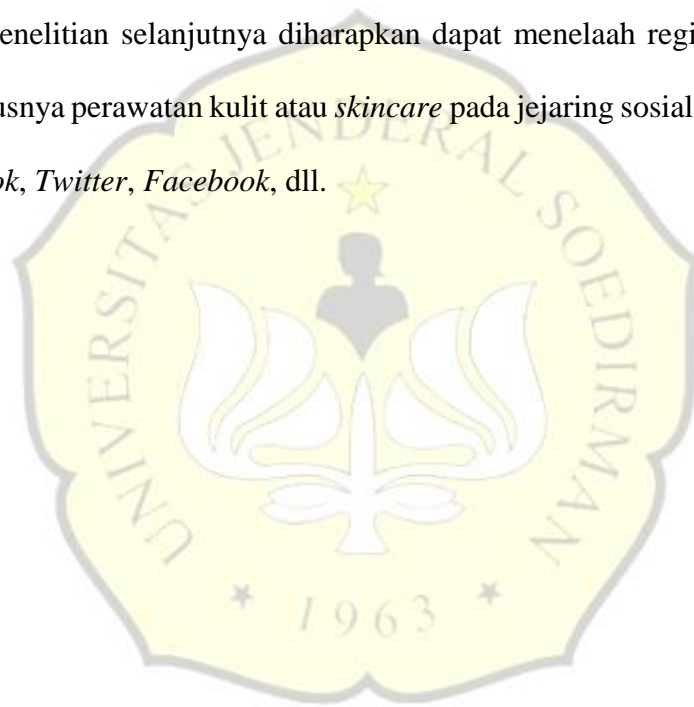 enelitian selanjutnya diharapkan dapat menelaah regi
usnya perawatan kulit atau skincare pada jejaring sosial
ok, Twitter, Facebook, dll.
UNIVERSITAS JENDERAL SOEDIRMAN
* 1963 *